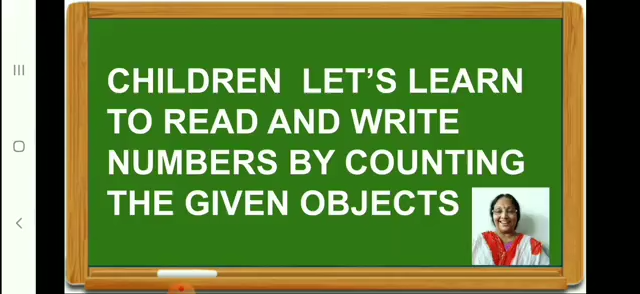 CHILDREN LET'S LEARN
TO READ AND WRITE
NUMBERS BY COUNTING
THE GIVEN OBJECTS